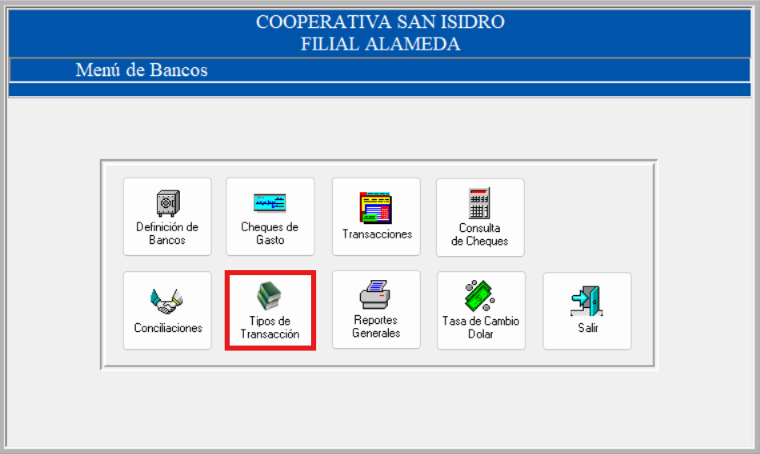 COOPERATIVA SAN ISIDRO
FILIAL ALAMEDA
Menú de Bancos
Definición de
Bancos
Cheques de
Gasto
Transacciones
Consulta
de Cheques
Conciliaciones
Tipos de
Transacción
Reportes
Generales
Tasa de Cambio
Dolar
Salir